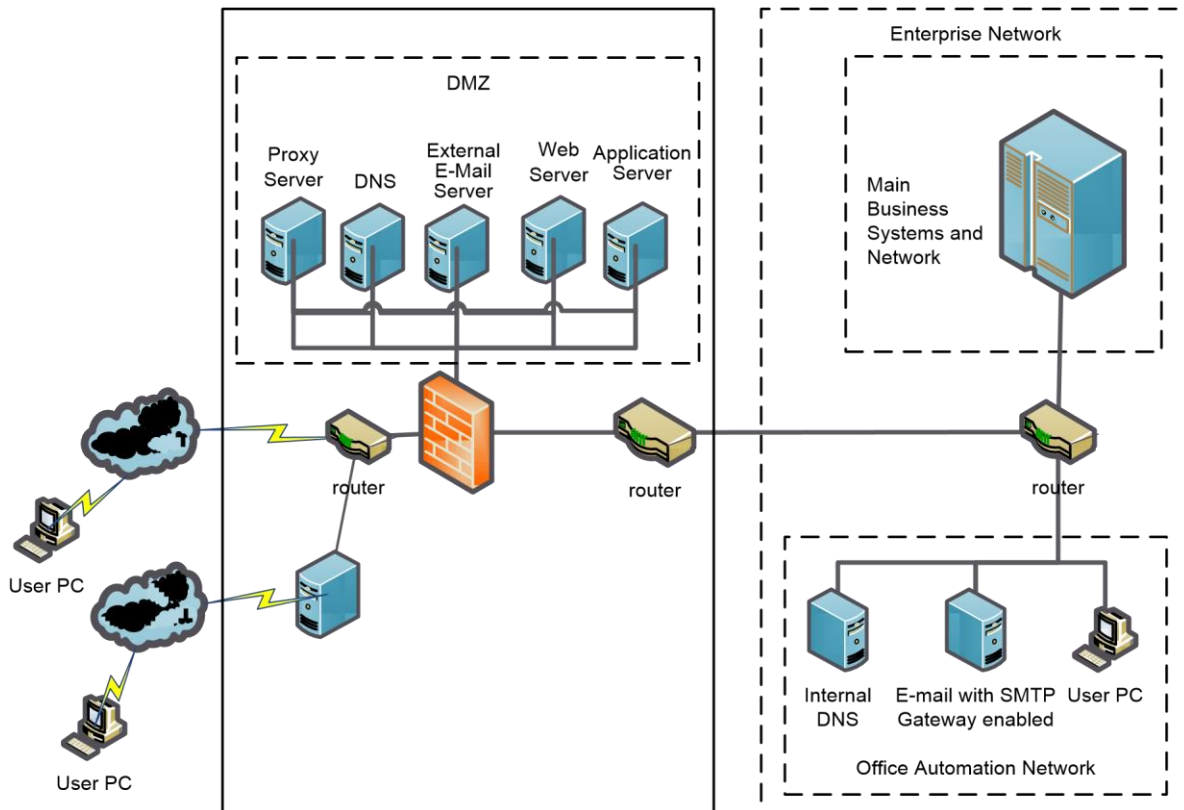 Enterprise Network
DMZ
Proxy
Server
DNS
External
E-Mail
Server
Web
Server
Application
Server
Main
Business
Systems and
Network
router
router
router
User PC
User PC
Internal
DNS
E-mail with SMTP
Gateway enabled
User PC
Office Automation Network